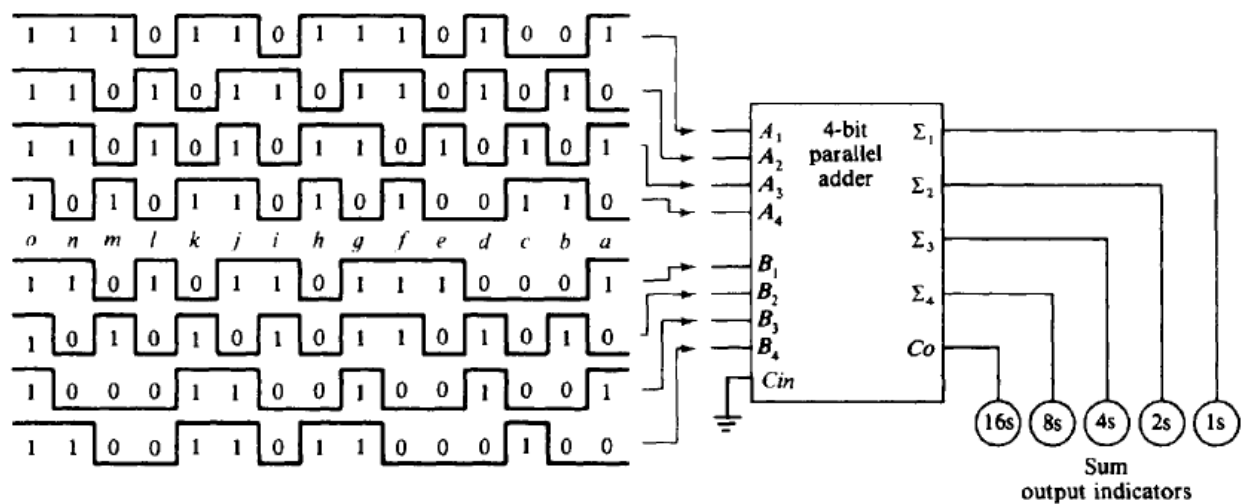 1 1 1 0 1 1 0 1 1 1 0 1 0 0 1
1 1 0 1 0 1 1 0 1 1 0 1 0 1 0
1 1 0 1 0 1 0 1 1 0 1 0 1 0 1
1 0 1 0 1 1 0 1 0 1 0 0 1 1 0
o n m l k j i h g f e d c b a
1 1 0 1 0 1 1 0 1 1 1 0 0 0 1
1 0 1 0 1 0 1 0 1 1 0 1 0 1 0
1 0 0 0 1 1 0 0 1 0 0 1 0 0 1
1 1 0 0 1 1 0 1 1 0 0 0 1 0 0
A₁
A₂
A₃
A₄
B₁
B₂
B₃
B₄
Cin
4-bit
parallel
adder
Σ₁
Σ₂
Σ₃
Σ₄
Co
16s 8s 4s 2s 1s
Sum
output indicators